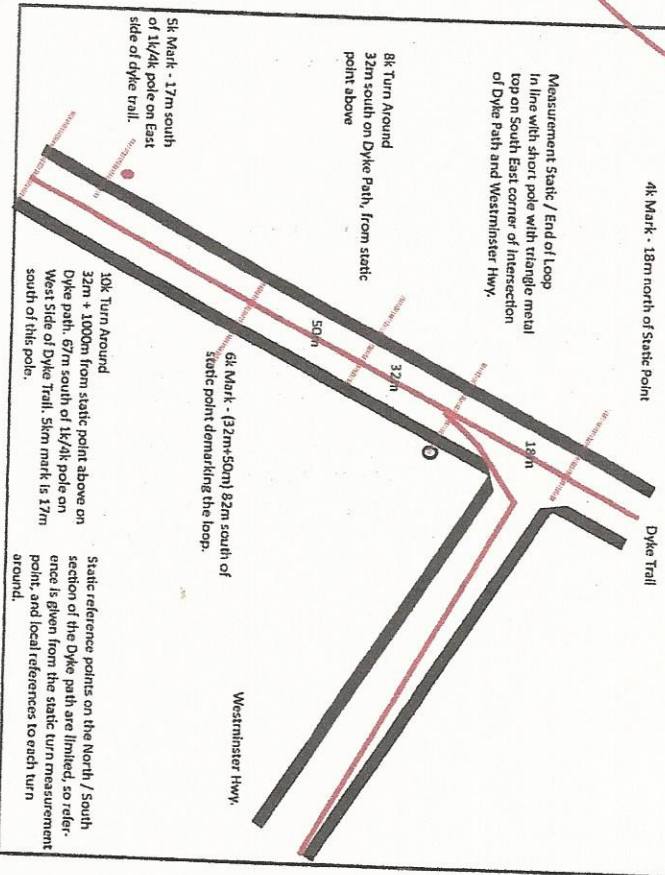 4k Mark - 18m north of Static Point
Dyke Trail
Measurement Static / End of Loop
In line with short pole with triangle metal
top on South East corner of intersection
of Dyke Path and Westminster Hwy.
18m
8k Turn Around
32m south on Dyke Path, from static
point above
32m
50m
Westminster Hwy.
6k Mark - (32m+50m) 82m south of
static point demarking the loop.
5k Mark - 17m south
of 1k/4k pole on East
side of dyke trail.
10k Turn Around
32m + 1000m from static point above on
Dyke path. 67m south of 1k/4k pole on
West Side of Dyke Trail. 5km mark is 17m
south of this pole.
Static reference points on the North / South
section of the Dyke path are limited, so refer-
ence is given from the static turn measurement
point, and local references to each turn
around.